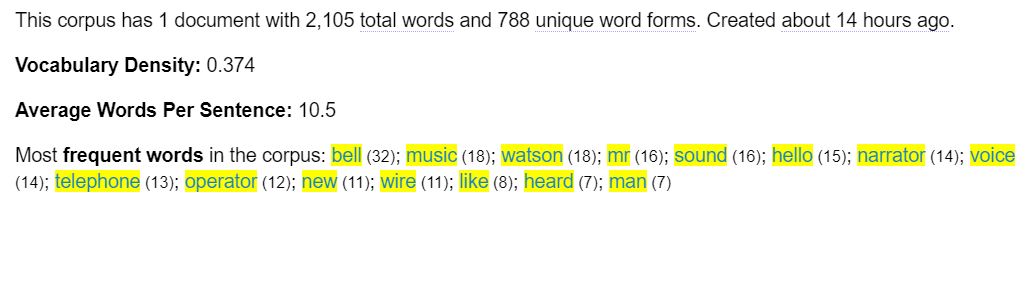 This corpus has 1 document with 2,105 total words and 788 unique word forms. Created about 14 hours ago.
Vocabulary Density: 0.374
Average Words Per Sentence: 10.5
Most frequent words in the corpus: bell (32); music (18); watson (18); mr (16); sound (16); hello (15); narrator (14); voice
(14); telephone (13); operator (12); new (11); wire (11); like (8); heard (7); man (7)